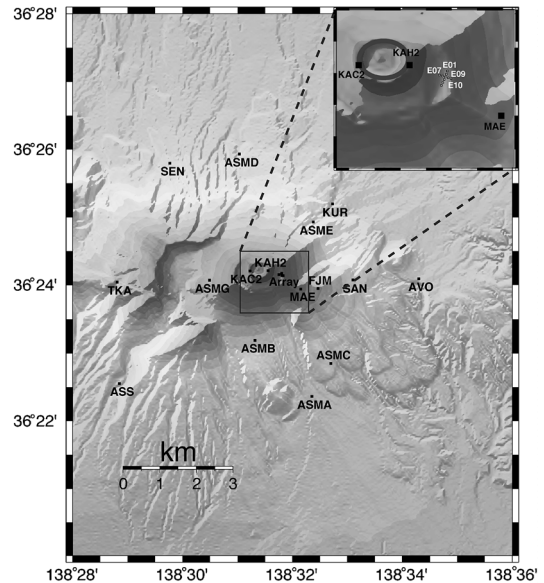 36°28'
KAH2
KAC2
E01
E07
E09
E10
MAE
36°26'
ASMD
SEN
KUR
ASME
KAH2
KAC2
Array
36°24'
TKA
ASMG
MAE
FJM
SAN
AVO
ASMB
ASMC
ASS
ASMA
36°22'
km
0 1 2 3
138°28' 138°30' 138°32' 138°34' 138°36'